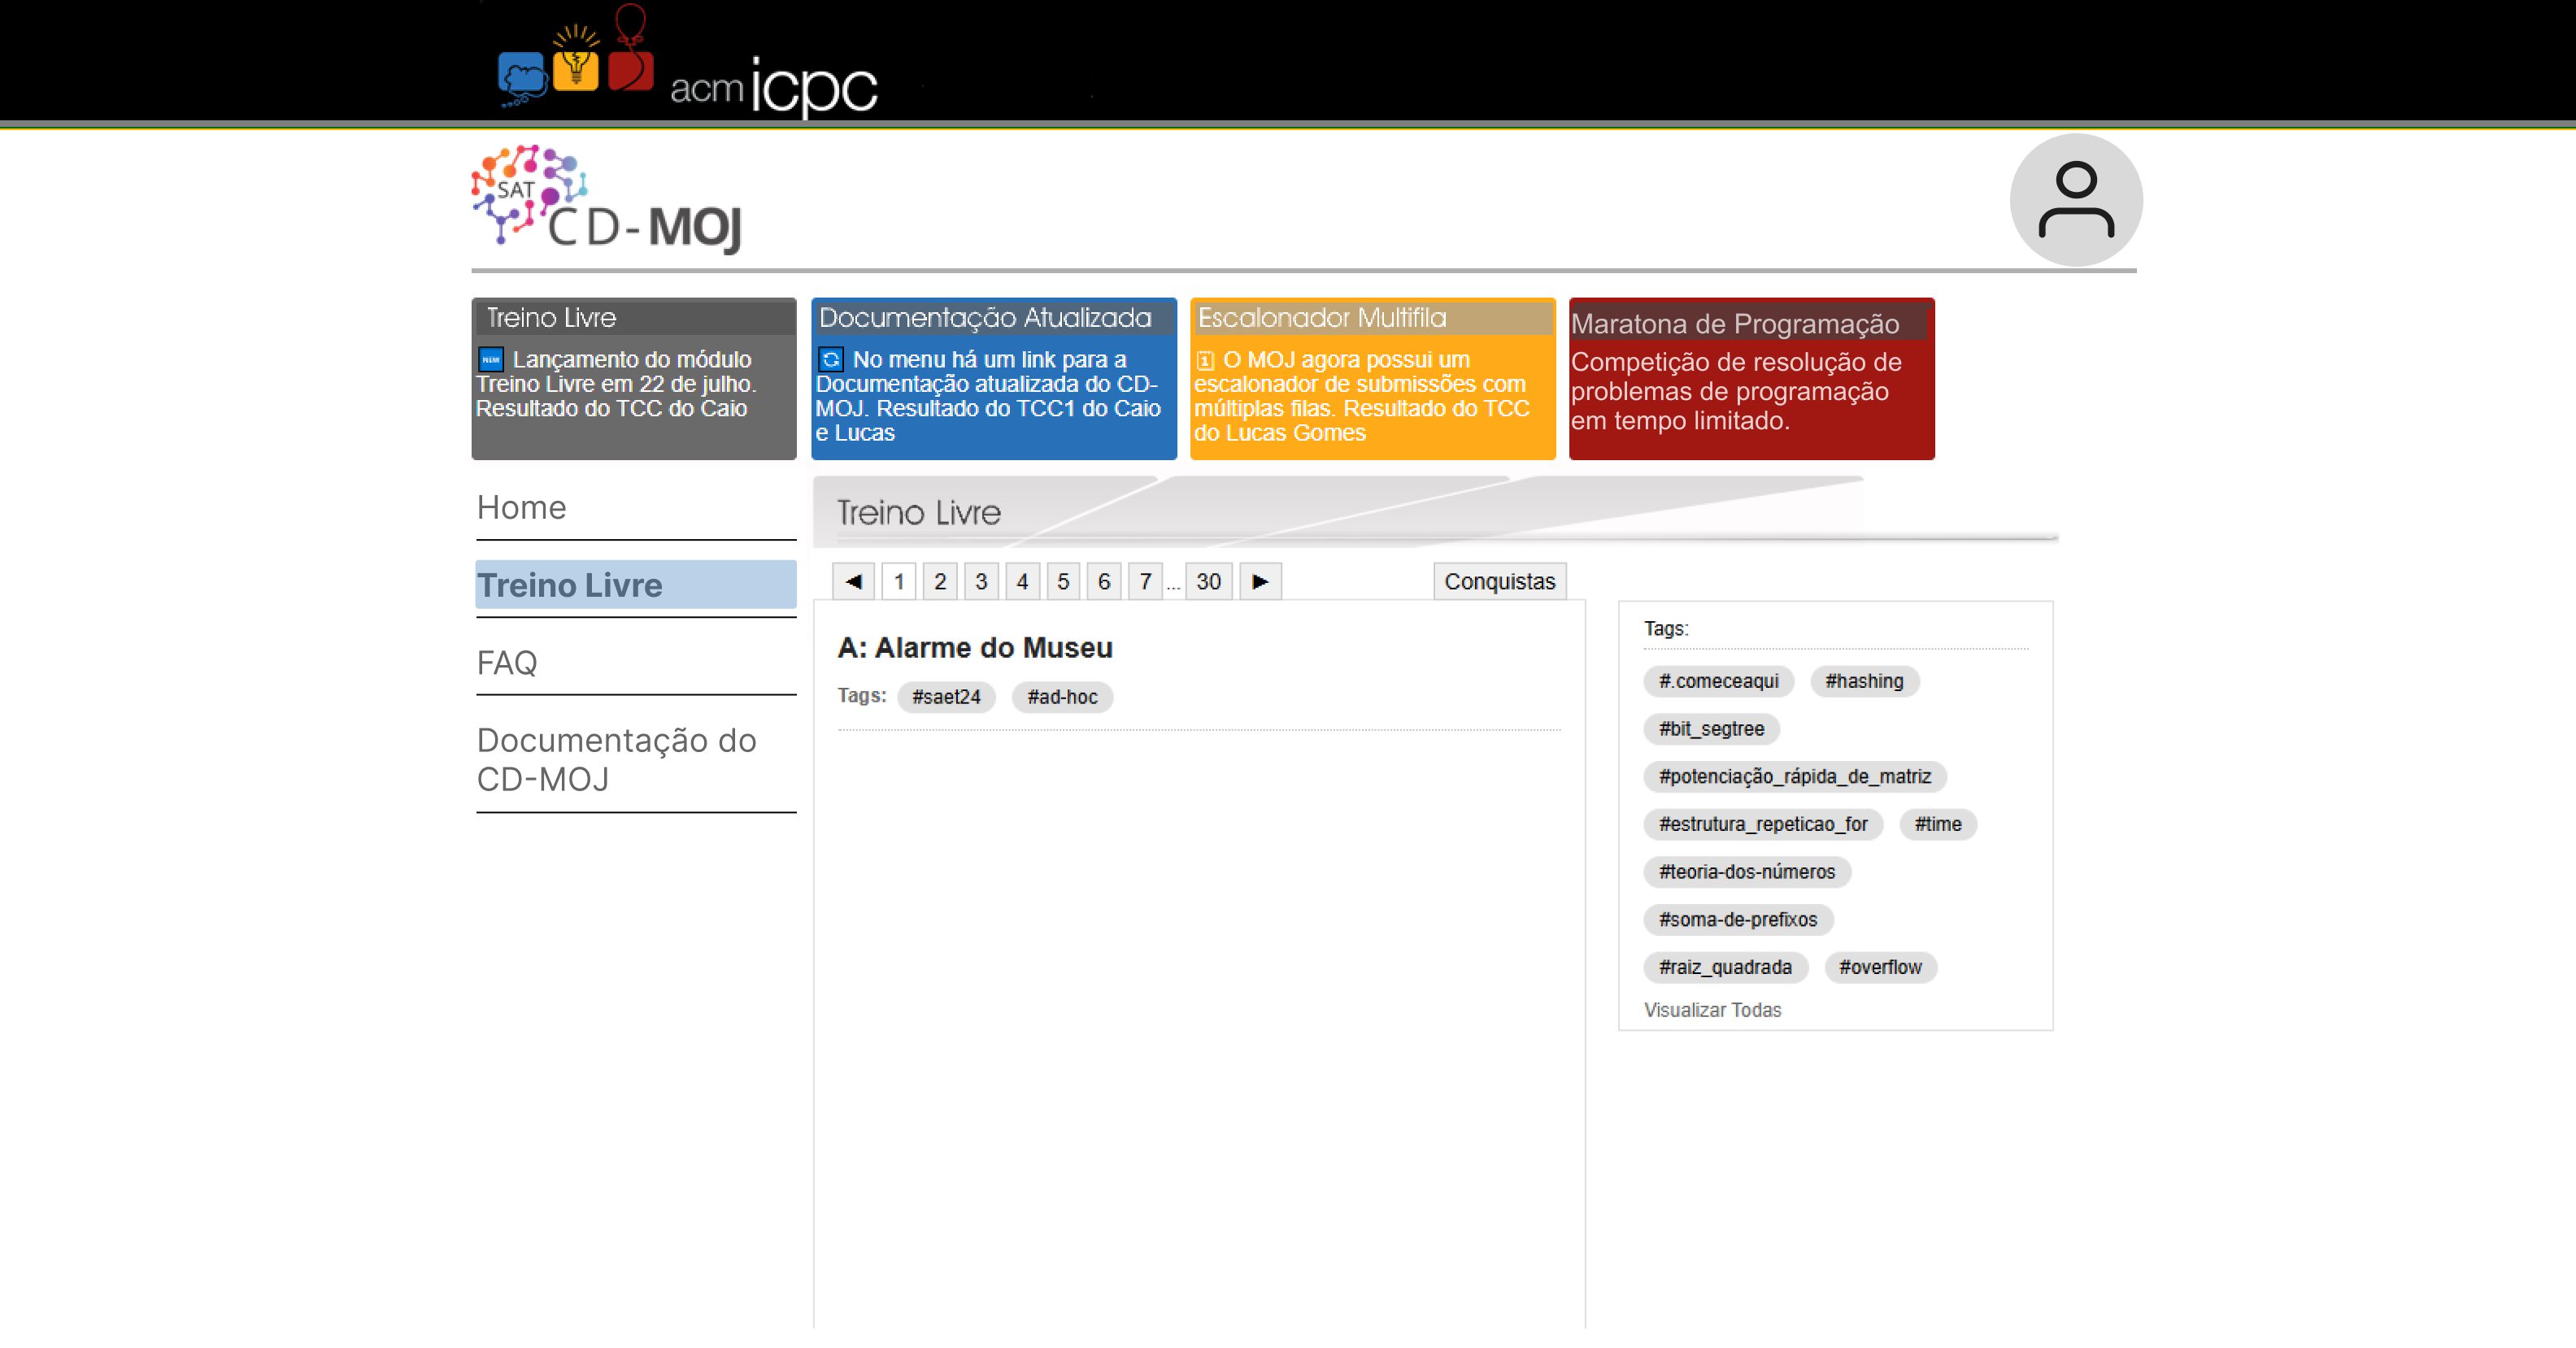 acm icpc
SAT
CD-MOJ
Treino Livre
NEW Lançamento do módulo
Treino Livre em 22 de julho.
Resultado do TCC do Caio
Documentação Atualizada
No menu há um link para a
Documentação atualizada do CD-
MOJ. Resultado do TCC1 do Caio
e Lucas
Escalonador Multifila
O MOJ agora possui um
escalonador de submissões com
múltiplas filas. Resultado do TCC
do Lucas Gomes
Maratona de Programação
Competição de resolução de
problemas de programação
em tempo limitado.
Home
Treino Livre
FAQ
Documentação do
CD-MOJ
Treino Livre
◄ 1 2 3 4 5 6 7 ... 30 ► Conquistas
A: Alarme do Museu
Tags: #saet24 #ad-hoc
Tags:
#.comeceaqui #hashing
#bit_segtree
#potenciação_rápida_de_matriz
#estrutura_repeticao_for #time
#teoria-dos-números
#soma-de-prefixos
#raiz_quadrada #overflow
Visualizar Todas